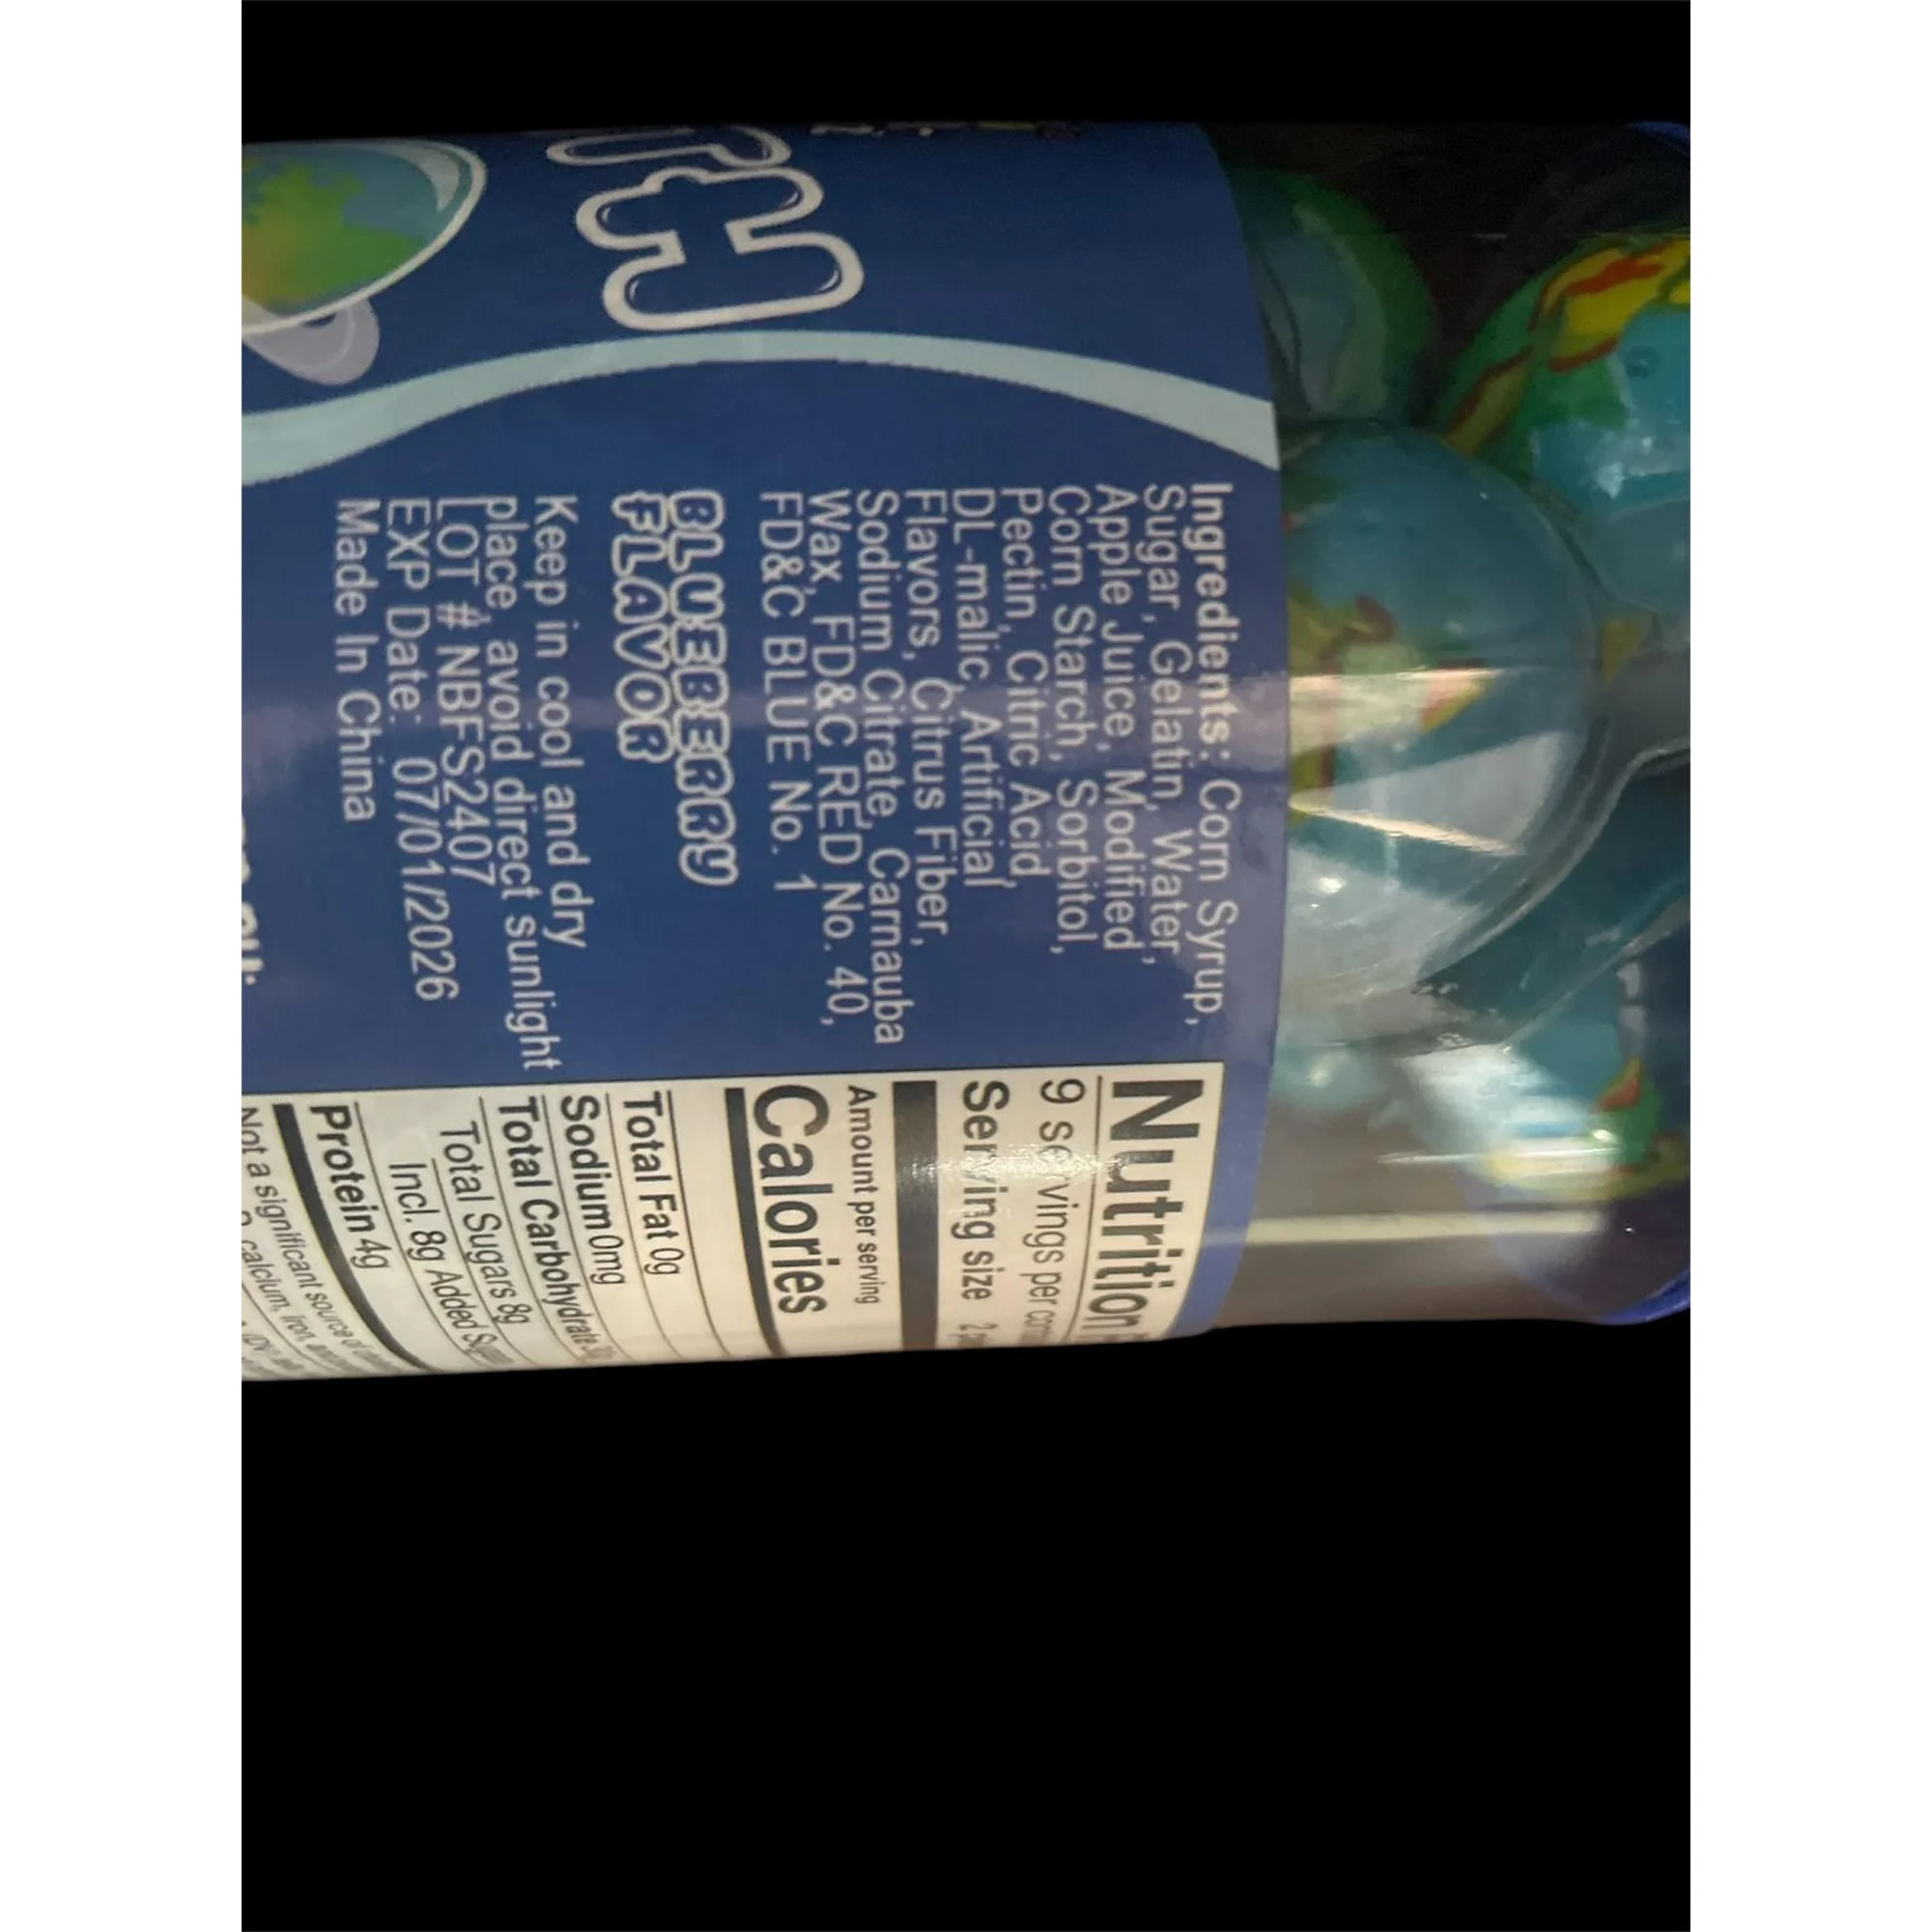 TH
Ingredients: Corn Syrup,
Sugar, Gelatin, Water,
Apple Juice, Modified
Corn Starch, Sorbitol,
Pectin, Citric Acid,
DL-malic, Artificial
Flavors, Citrus Fiber,
Sodium Citrate, Carnauba
Wax, FD&C RED No. 40,
FD&C BLUE No. 1
BLUEBERRY
FLAVOR
Keep in cool and dry
place, avoid direct sunlight
LOT # NBFS2407
EXP Date: 07/01/2026
Made In China
Nutrition
9 servings per
Serving size 2
Amount per serving
Calories
Total Fat 0g
Sodium 0mg
Total Carbohydrate
Total Sugars 8g
Incl. 8g Added
Protein 4g
Not a significant source of
calcium, iron,